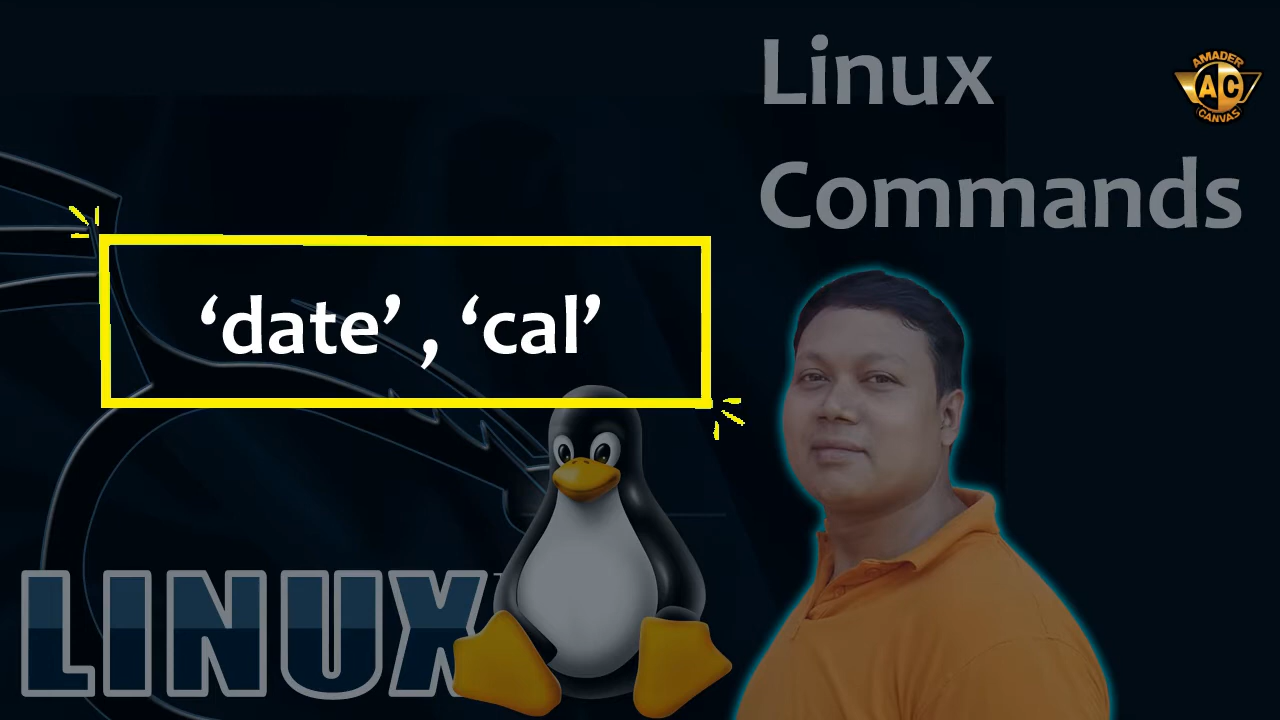 Linux
Commands
AMADER
AC
CANVAS
‘date’ , ‘cal’
LINUX